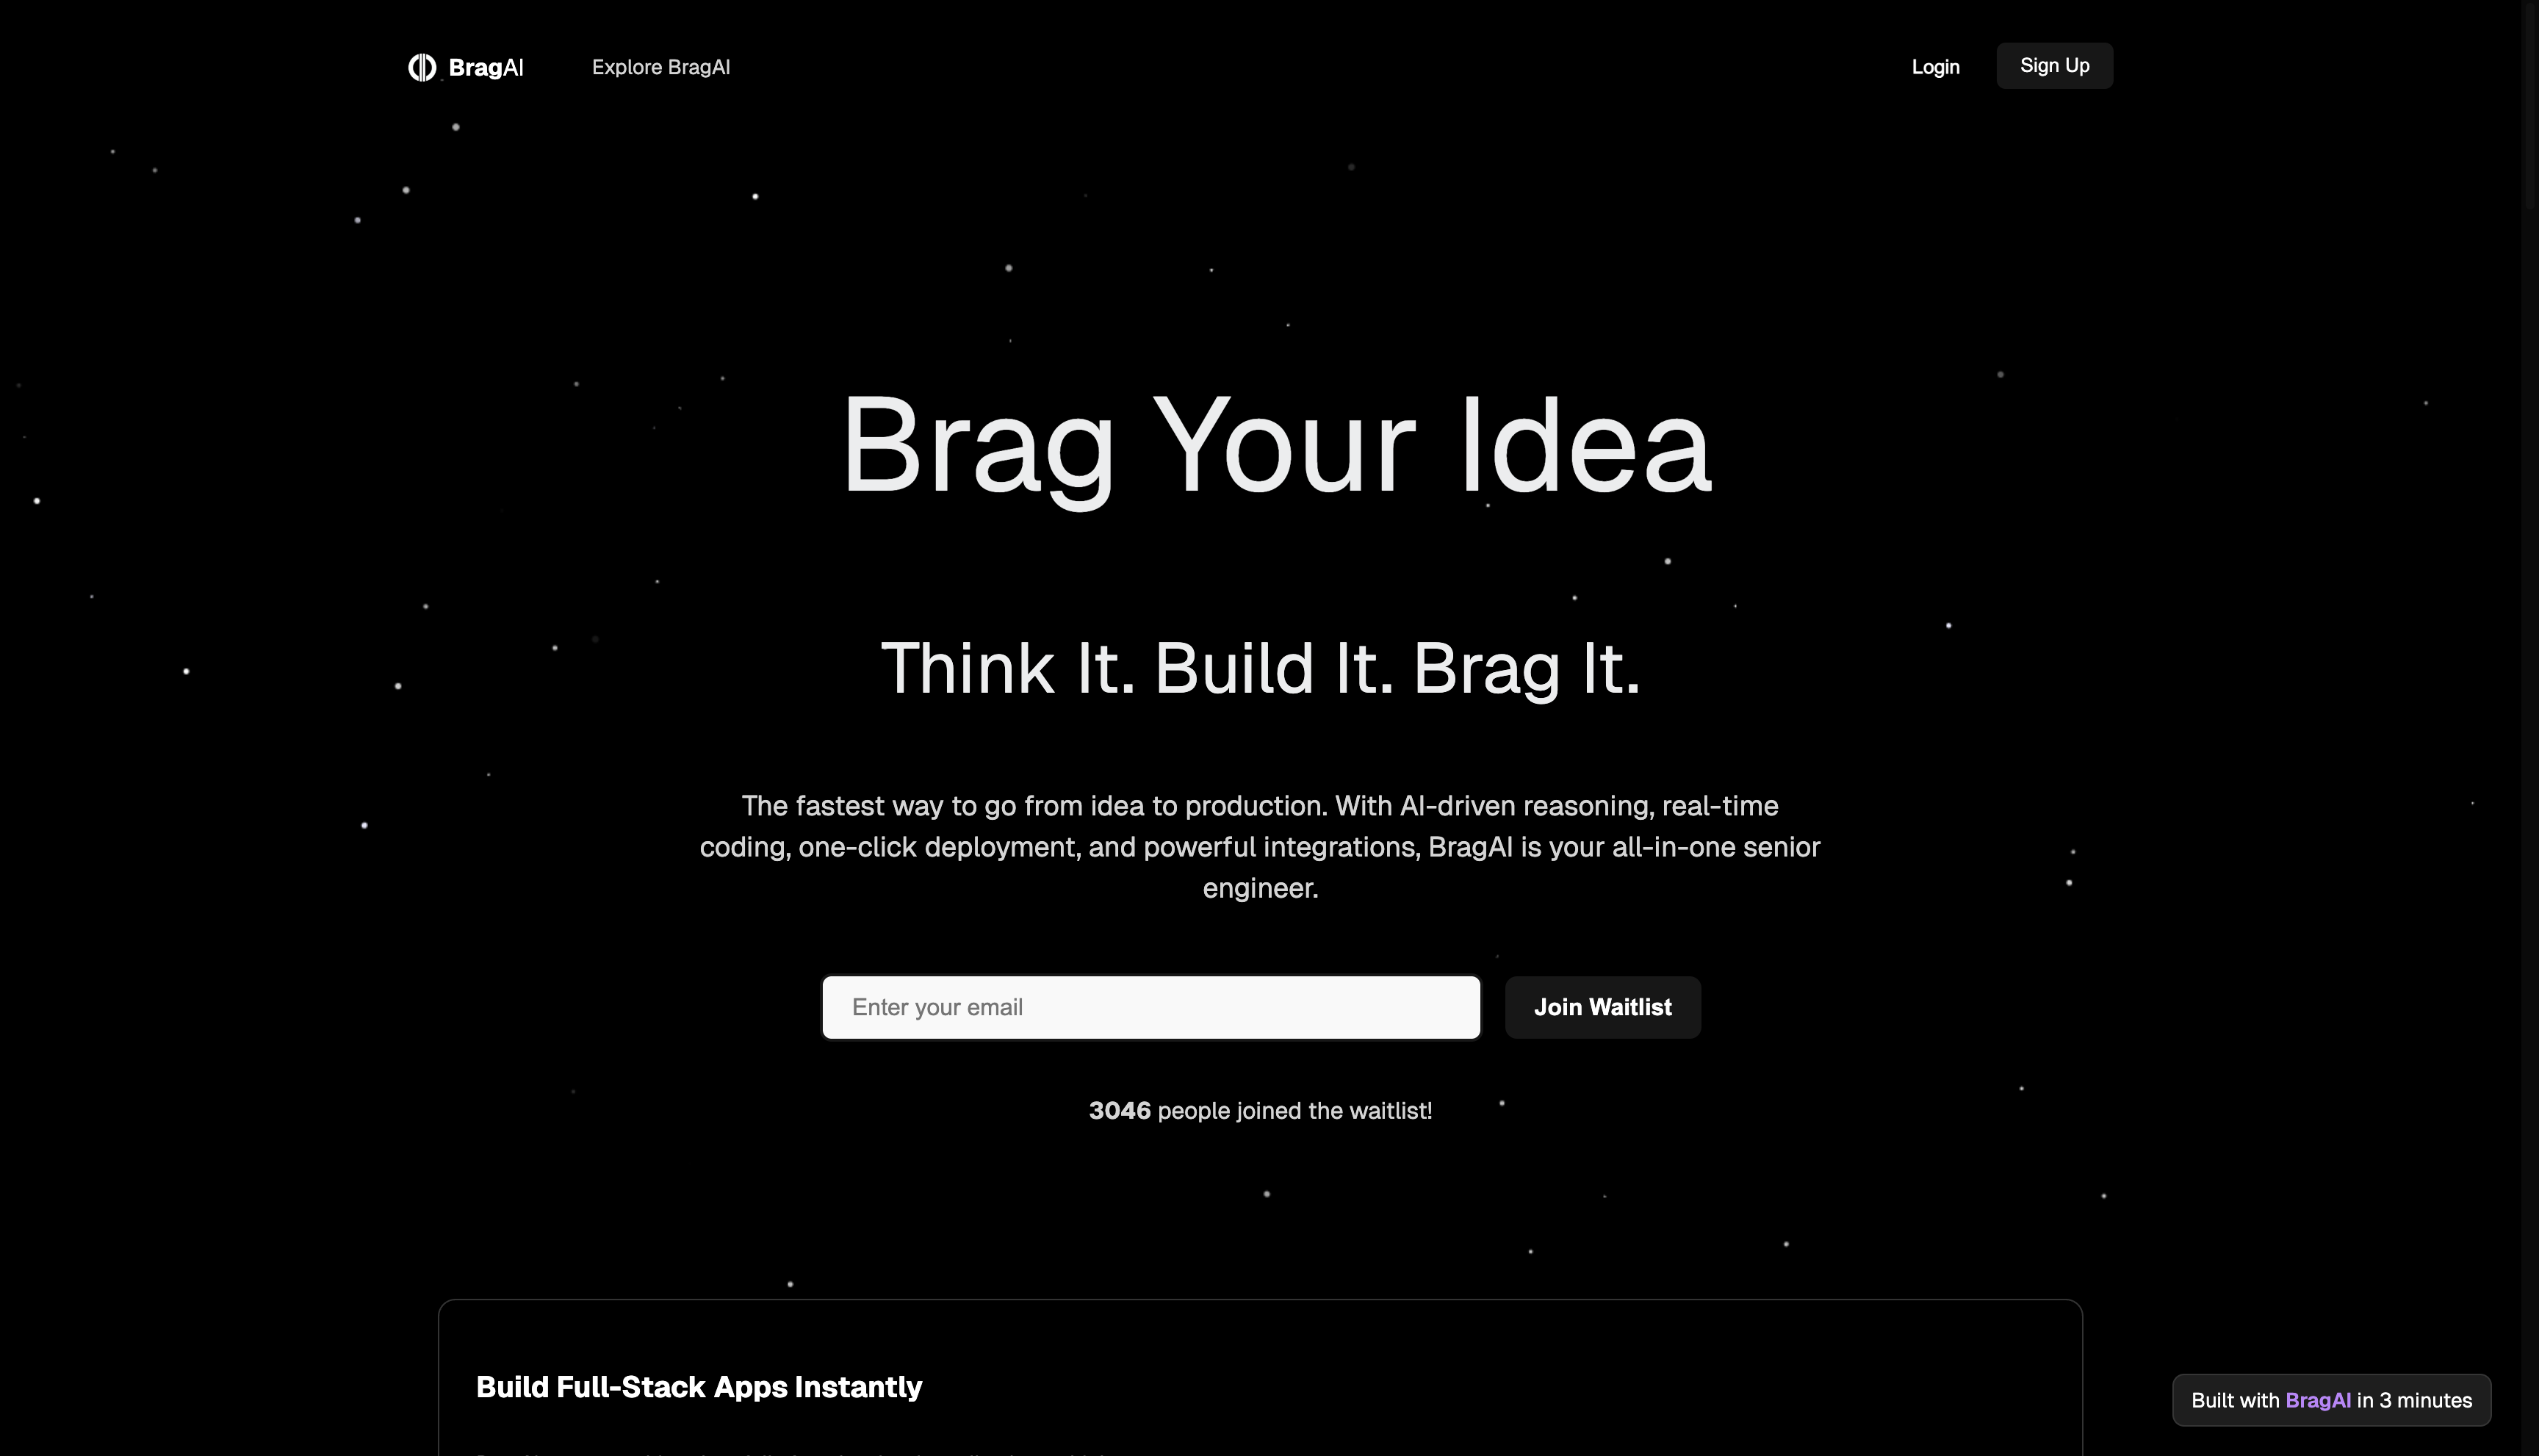 BragAI
Explore BragAI
Login
Sign Up
Brag Your Idea
Think It. Build It. Brag It.
The fastest way to go from idea to production. With AI-driven reasoning, real-time
coding, one-click deployment, and powerful integrations, BragAI is your all-in-one senior
engineer.
Enter your email
Join Waitlist
3046 people joined the waitlist!
Build Full-Stack Apps Instantly
Built with BragAI in 3 minutes